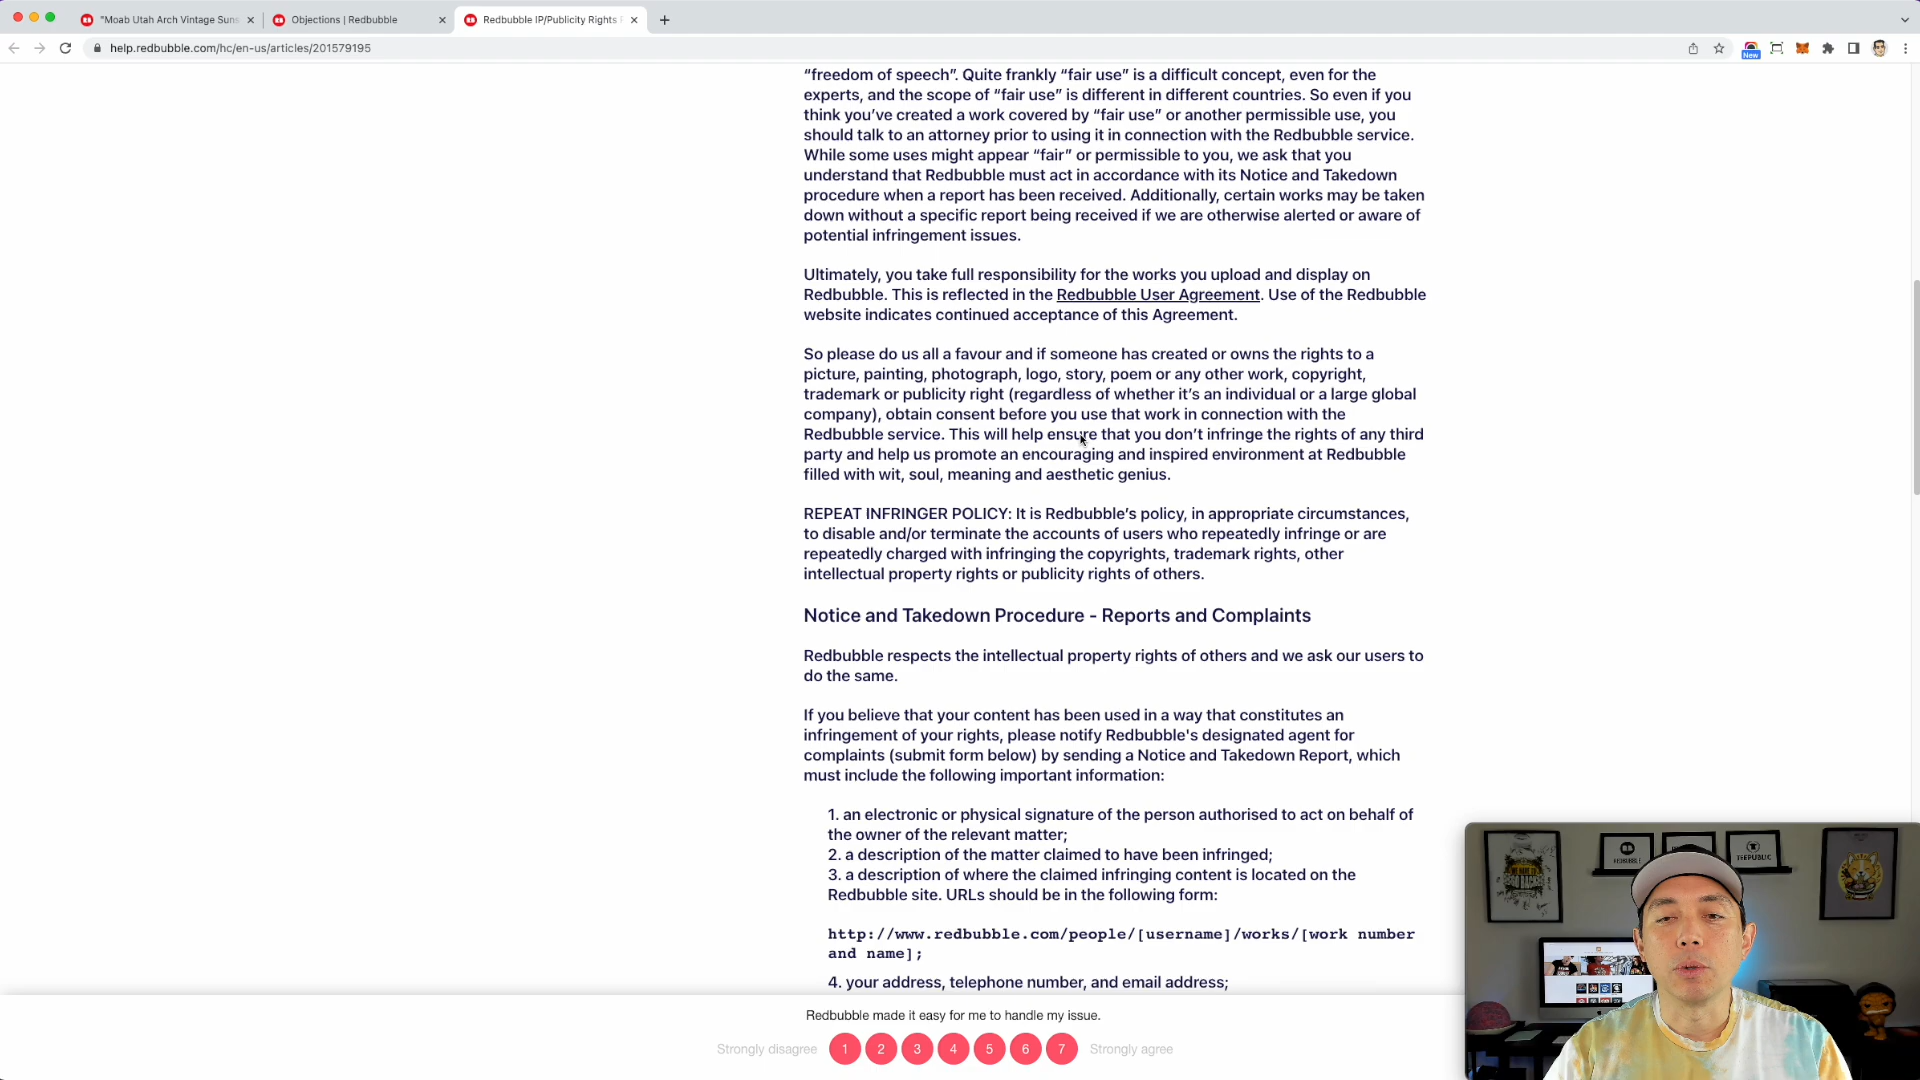 "Moab Utah Arch Vintage Suns
Objections | Redbubble
Redbubble IP/Publicity Rights
help.redbubble.com/hc/en-us/articles/201579195
New
“freedom of speech”. Quite frankly “fair use” is a difficult concept, even for the
experts, and the scope of “fair use” is different in different countries. So even if you
think you’ve created a work covered by “fair use” or another permissible use, you
should talk to an attorney prior to using it in connection with the Redbubble service.
While some uses might appear “fair” or permissible to you, we ask that you
understand that Redbubble must act in accordance with its Notice and Takedown
procedure when a report has been received. Additionally, certain works may be taken
down without a specific report being received if we are otherwise alerted or aware of
potential infringement issues.
Ultimately, you take full responsibility for the works you upload and display on
Redbubble. This is reflected in the Redbubble User Agreement. Use of the Redbubble
website indicates continued acceptance of this Agreement.
So please do us all a favour and if someone has created or owns the rights to a
picture, painting, photograph, logo, story, poem or any other work, copyright,
trademark or publicity right (regardless of whether it’s an individual or a large global
company), obtain consent before you use that work in connection with the
Redbubble service. This will help ensure that you don’t infringe the rights of any third
party and help us promote an encouraging and inspired environment at Redbubble
filled with wit, soul, meaning and aesthetic genius.
REPEAT INFRINGER POLICY: It is Redbubble’s policy, in appropriate circumstances,
to disable and/or terminate the accounts of users who repeatedly infringe or are
repeatedly charged with infringing the copyrights, trademark rights, other
intellectual property rights or publicity rights of others.
Notice and Takedown Procedure - Reports and Complaints
Redbubble respects the intellectual property rights of others and we ask our users to
do the same.
If you believe that your content has been used in a way that constitutes an
infringement of your rights, please notify Redbubble's designated agent for
complaints (submit form below) by sending a Notice and Takedown Report, which
must include the following important information:
1. an electronic or physical signature of the person authorised to act on behalf of
the owner of the relevant matter;
2. a description of the matter claimed to have been infringed;
3. a description of where the claimed infringing content is located on the
Redbubble site. URLs should be in the following form:
http://www.redbubble.com/people/[username]/works/[work number
and name];
4. your address, telephone number, and email address;
REDBUBBLE
TEEPUBLIC
Redbubble made it easy for me to handle my issue.
Strongly disagree 1 2 3 4 5 6 7 Strongly agree